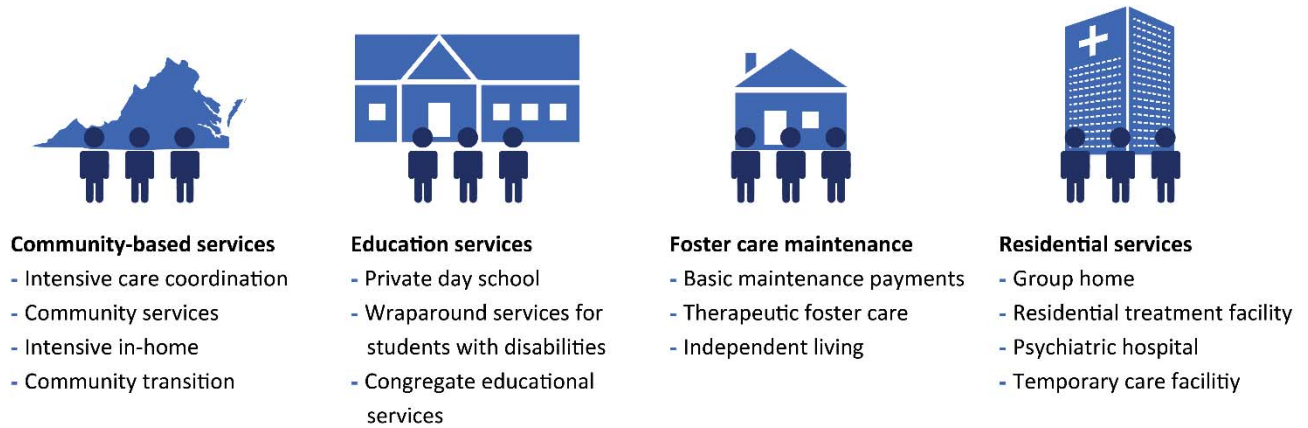 Community-based services
- Intensive care coordination
- Community services
- Intensive in-home
- Community transition
Education services
- Private day school
- Wraparound services for
students with disabilities
- Congregate educational
services
Foster care maintenance
- Basic maintenance payments
- Therapeutic foster care
- Independent living
Residential services
- Group home
- Residential treatment facility
- Psychiatric hospital
- Temporary care facilitiy